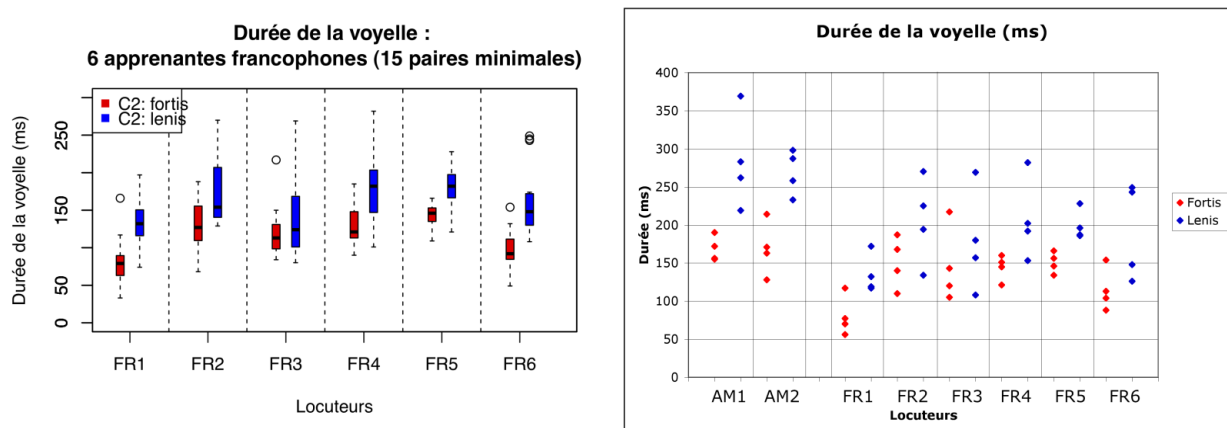 Durée de la voyelle :
6 apprenantes francophones (15 paires minimales)
C2: fortis
C2: lenis
Durée de la voyelle (ms)
250
150
50
0
FR1 FR2 FR3 FR4 FR5 FR6
Locuteurs
Durée de la voyelle (ms)
Durée (ms)
400
350
300
250
200
150
100
50
0
AM1 AM2 FR1 FR2 FR3 FR4 FR5 FR6
Locuteurs
Fortis
Lenis